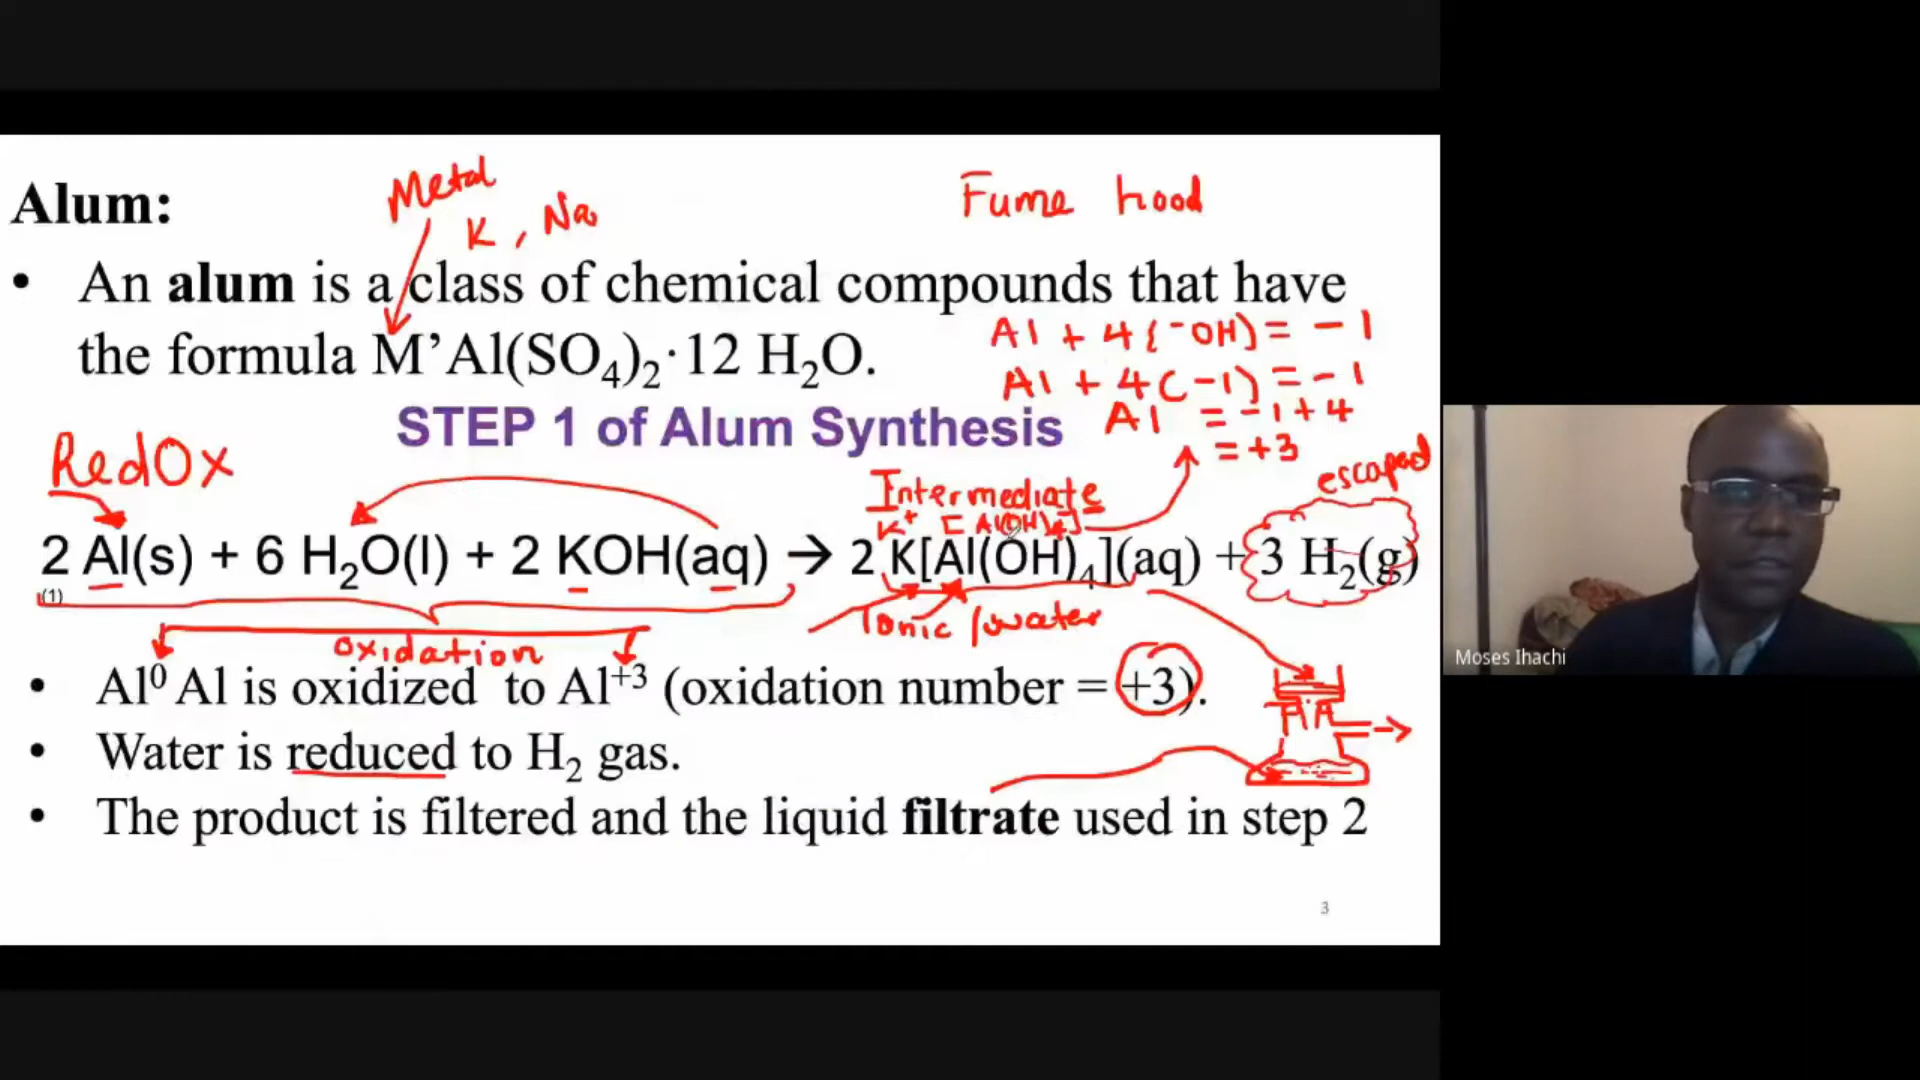 Metal
K, Na
Fume hood
Alum:
• An alum is a class of chemical compounds that have
the formula M’Al(SO₄)₂·12 H₂O.
Al + 4(⁻OH) = -1
Al + 4(-1) = -1
Al = -1+4
= +3
STEP 1 of Alum Synthesis
RedOx
escaped
Intermediate
K⁺ [Al(OH)₄]⁻
2 Al(s) + 6 H₂O(l) + 2 KOH(aq) → 2 K[Al(OH)₄](aq) + 3 H₂(g)
(1)
Ionic /water
oxidation
• Al⁰ Al is oxidized to Al⁺³ (oxidation number = +3).
• Water is reduced to H₂ gas.
• The product is filtered and the liquid filtrate used in step 2
3
Moses Ihachi